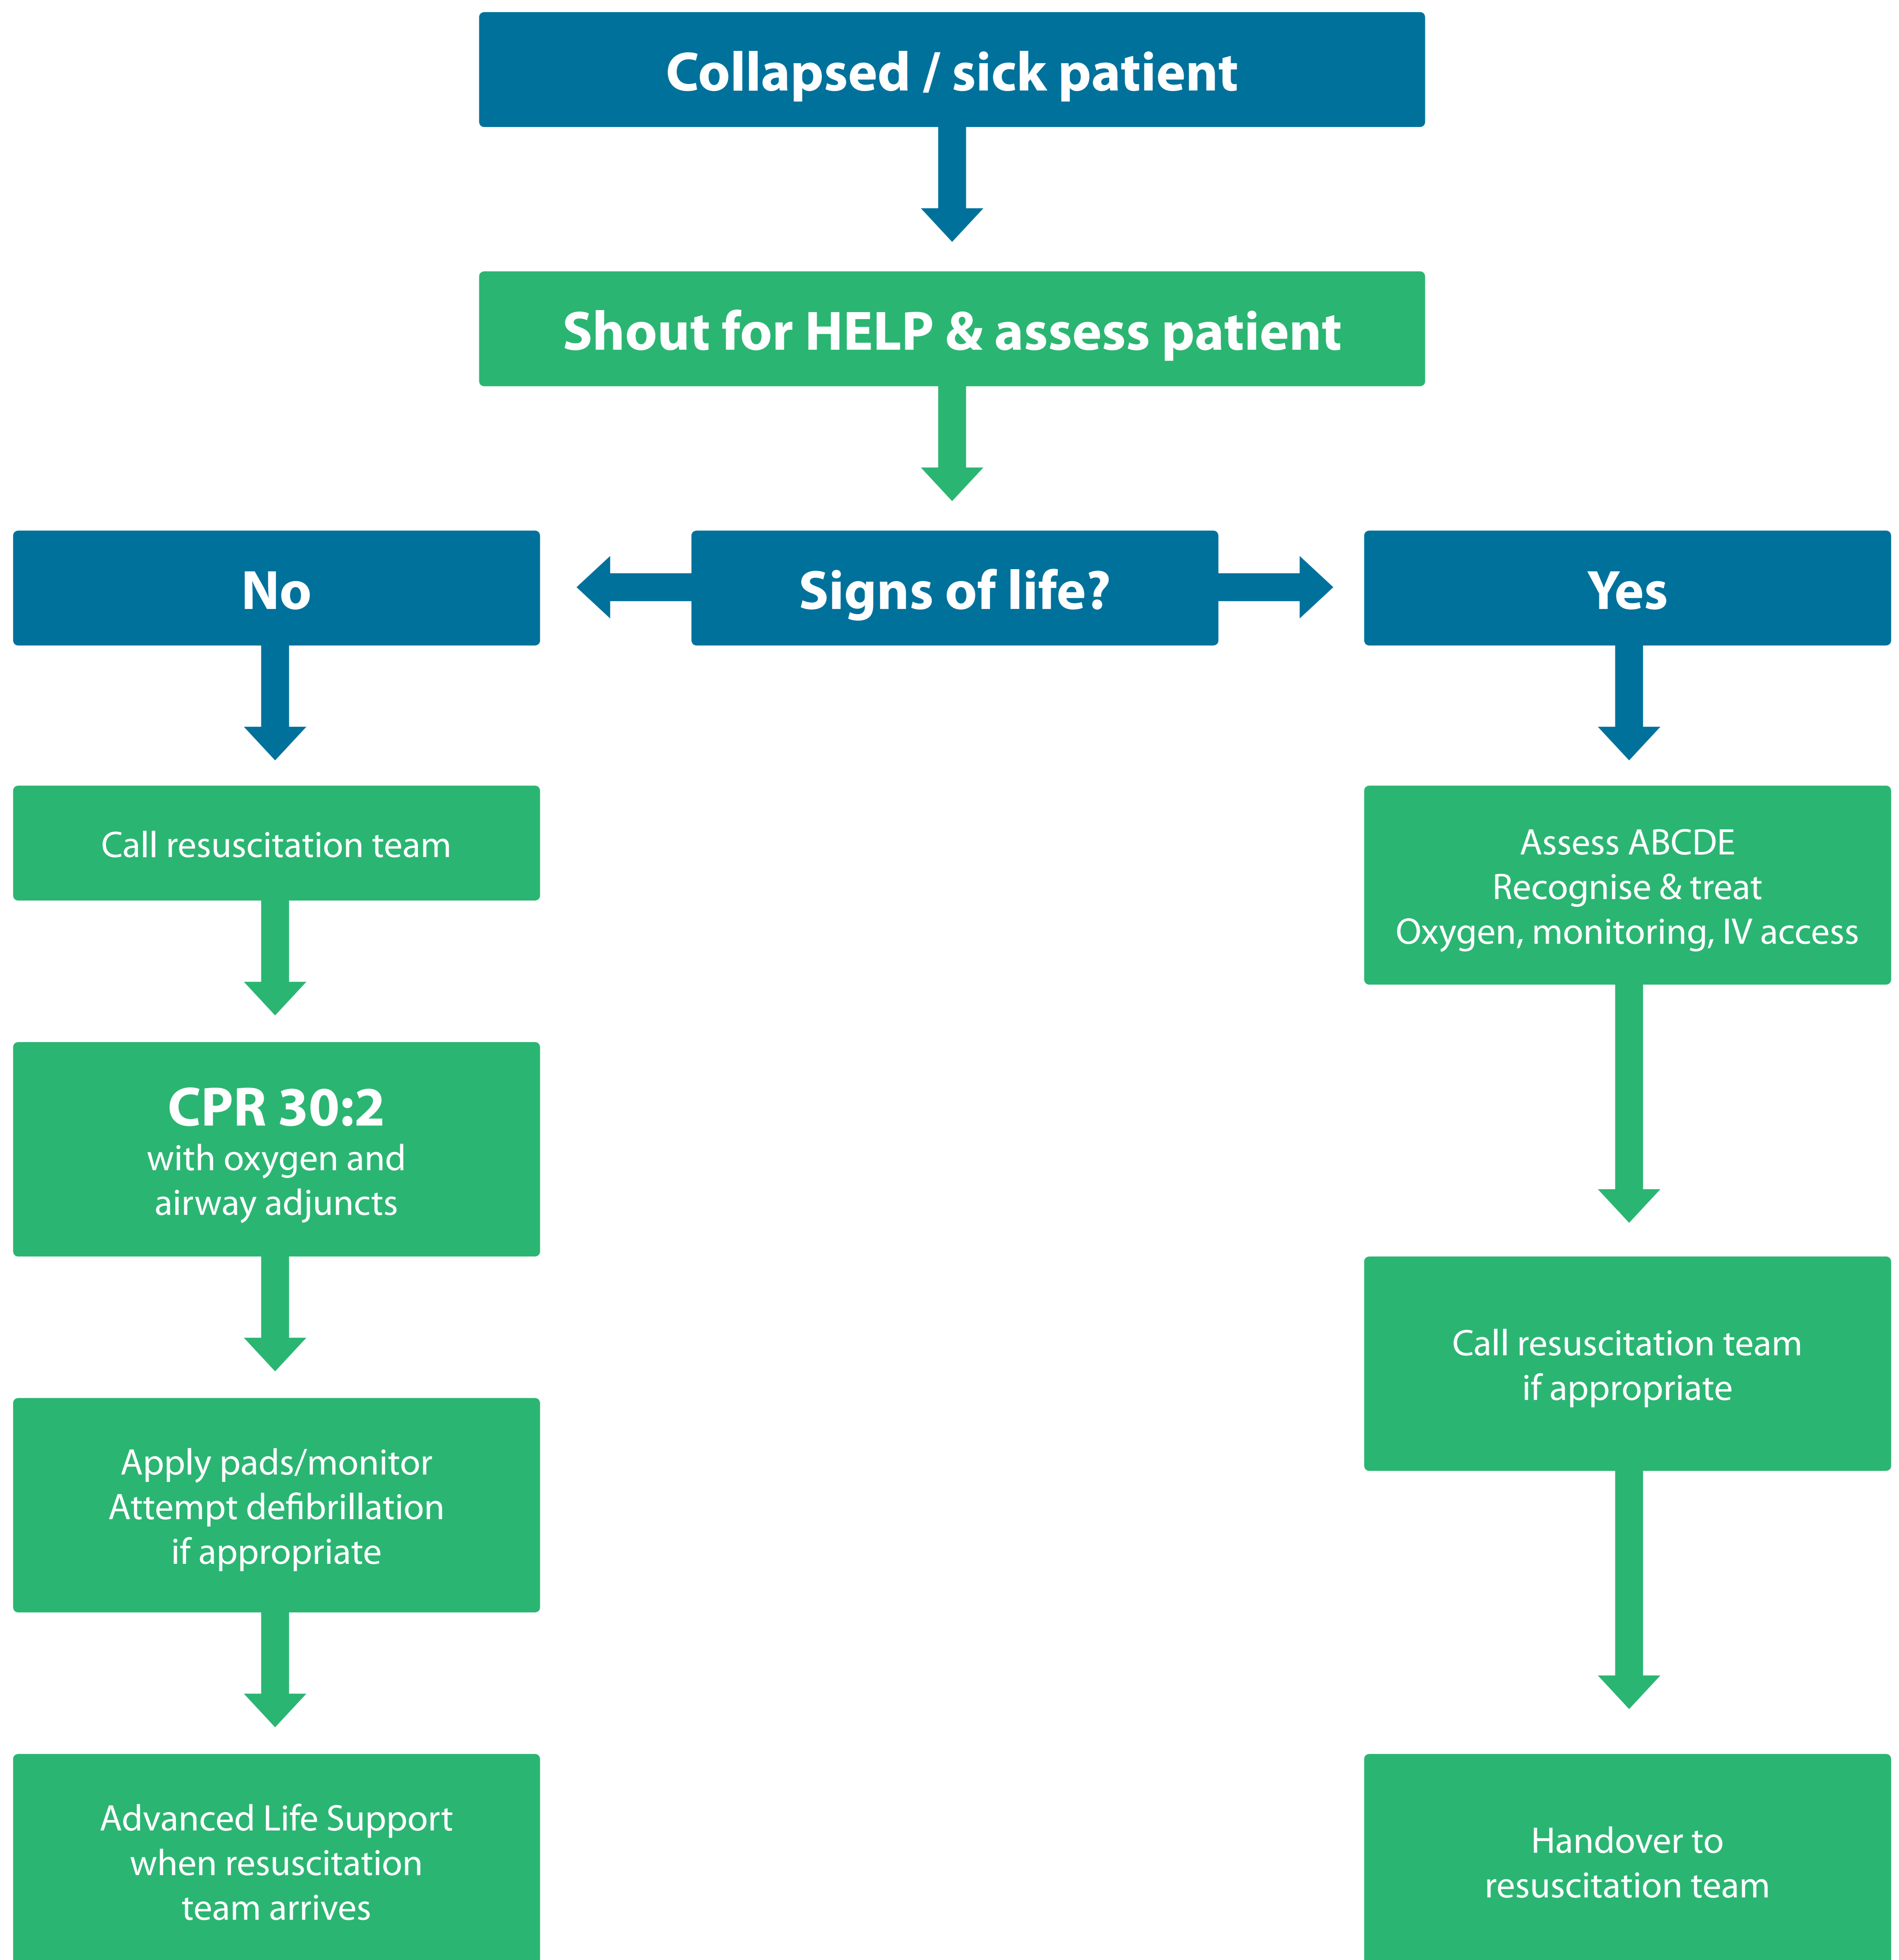 Collapsed / sick patient
Shout for HELP & assess patient
No
Signs of life?
Yes
Call resuscitation team
CPR 30:2
with oxygen and
airway adjuncts
Apply pads/monitor
Attempt defibrillation
if appropriate
Advanced Life Support
when resuscitation
team arrives
Assess ABCDE
Recognise & treat
Oxygen, monitoring, IV access
Call resuscitation team
if appropriate
Handover to
resuscitation team